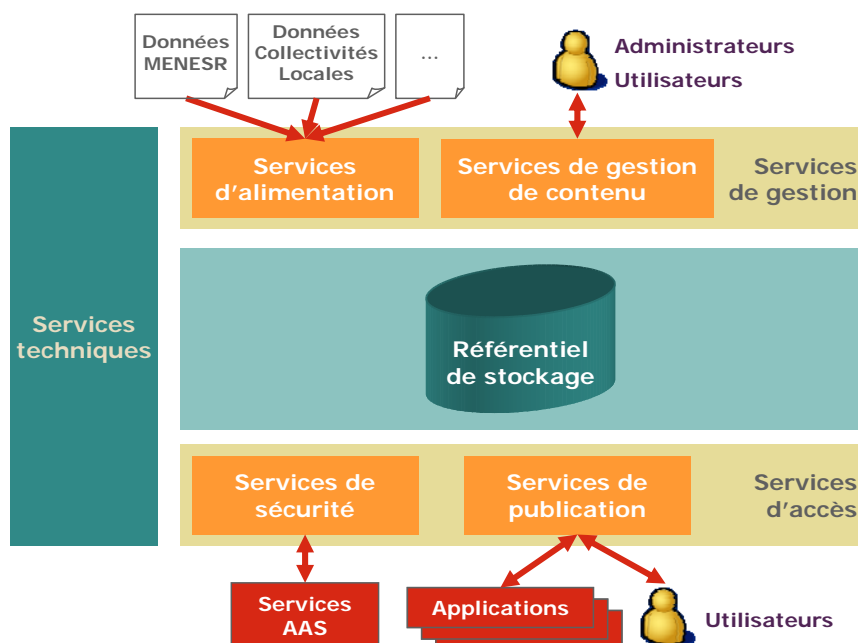 Données
MENESR
Données
Collectivités
Locales
...
Administrateurs
Utilisateurs
Services
d'alimentation
Services de gestion
de contenu
Services
de gestion
Services
techniques
Référentiel
de stockage
Services de
sécurité
Services de
publication
Services
d'accès
Services
AAS
Applications
Utilisateurs